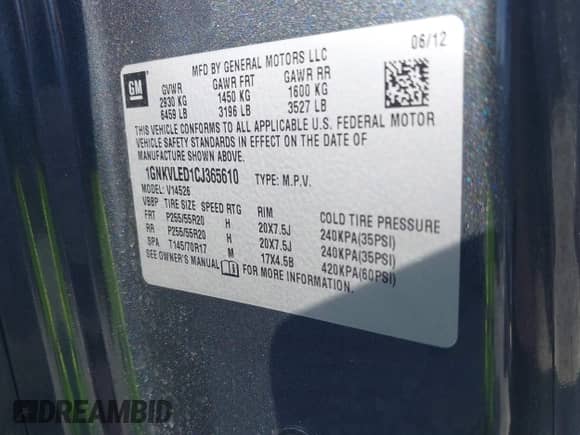 GM
MFD BY GENERAL MOTORS LLC 06/12
GVWR GAWR FRT GAWR RR
2930 KG 1450 KG 1600 KG
6459 LB 3196 LB 3527 LB
THIS VEHICLE CONFORMS TO ALL APPLICABLE U.S. FEDERAL MOTOR
VEHICLE SAFETY STANDARDS IN EFFECT ON THE DATE OF
MANUFACTURE SHOWN ABOVE.
1GNKVLED1CJ365610 TYPE: M.P.V.
MODEL: V14526
VBBP TIRE SIZE SPEED RTG RIM COLD TIRE PRESSURE
FRT P255/55R20 H 20X7.5J 240KPA(35PSI)
RR P255/55R20 H 20X7.5J 240KPA(35PSI)
SPA T145/70R17 M 17X4.5B 420KPA(60PSI)
SEE OWNER'S MANUAL FOR MORE INFORMATION.
DREAMBID